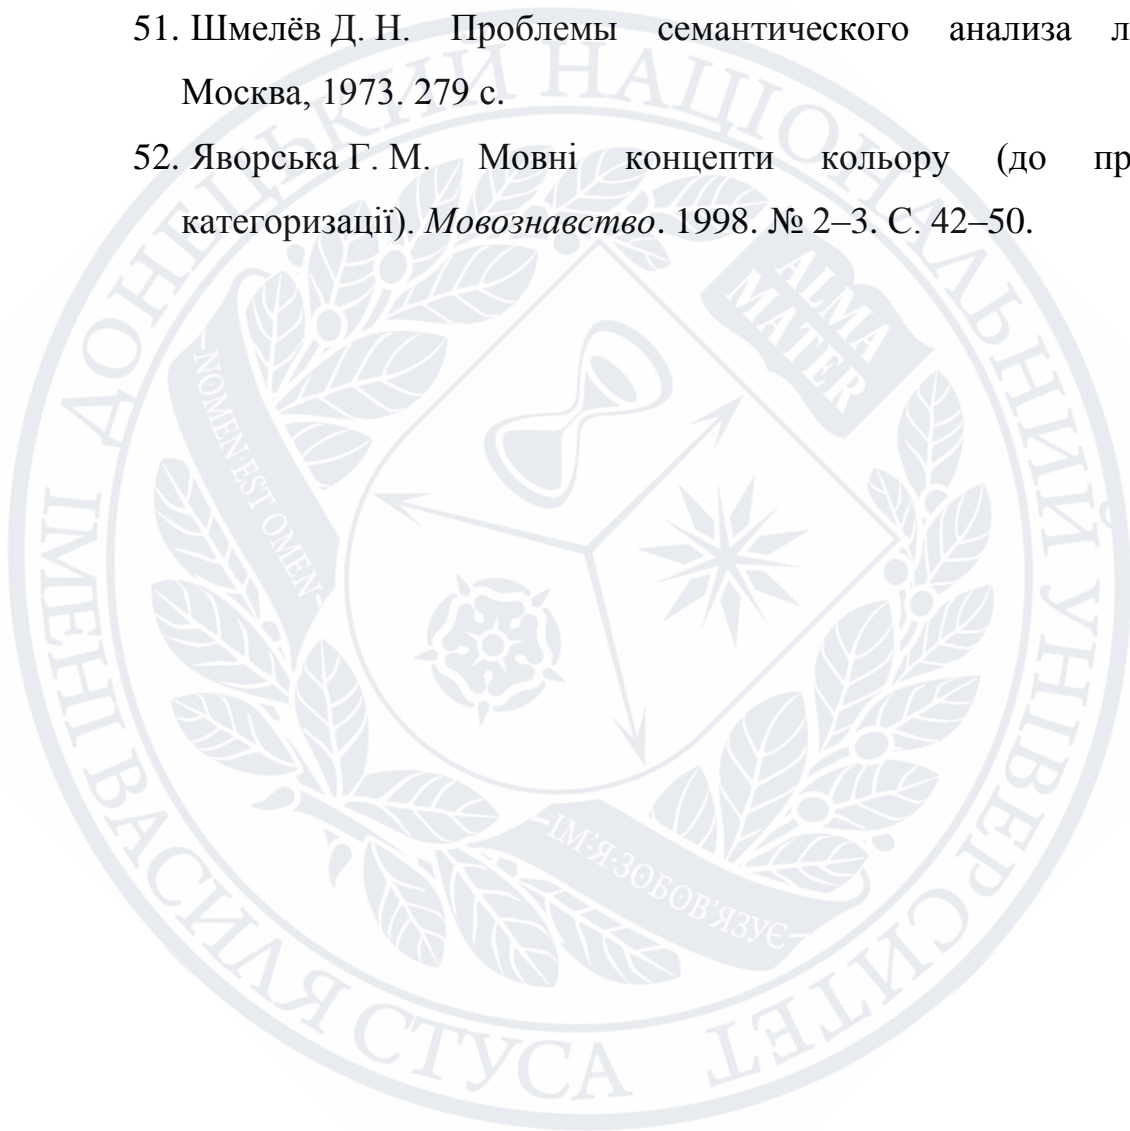 51. Шмелёв Д. Н. Проблемы семантического анализа
Москва, 1973. 279 с.
52. Яворська Г. М. Мовні концепти кольору (до
категоризації). Мовознавство. 1998. № 2–3. С. 42–50.
ДОНЕЦЬКИЙ НАЦІОНАЛЬНИЙ УНІВЕРСИТЕТ
ІМЕНІ ВАСИЛЯ СТУСА
ALMA
MATER
NOMEN·EST·OMEN
ІМ'Я·ЗОБОВ'ЯЗУЄ